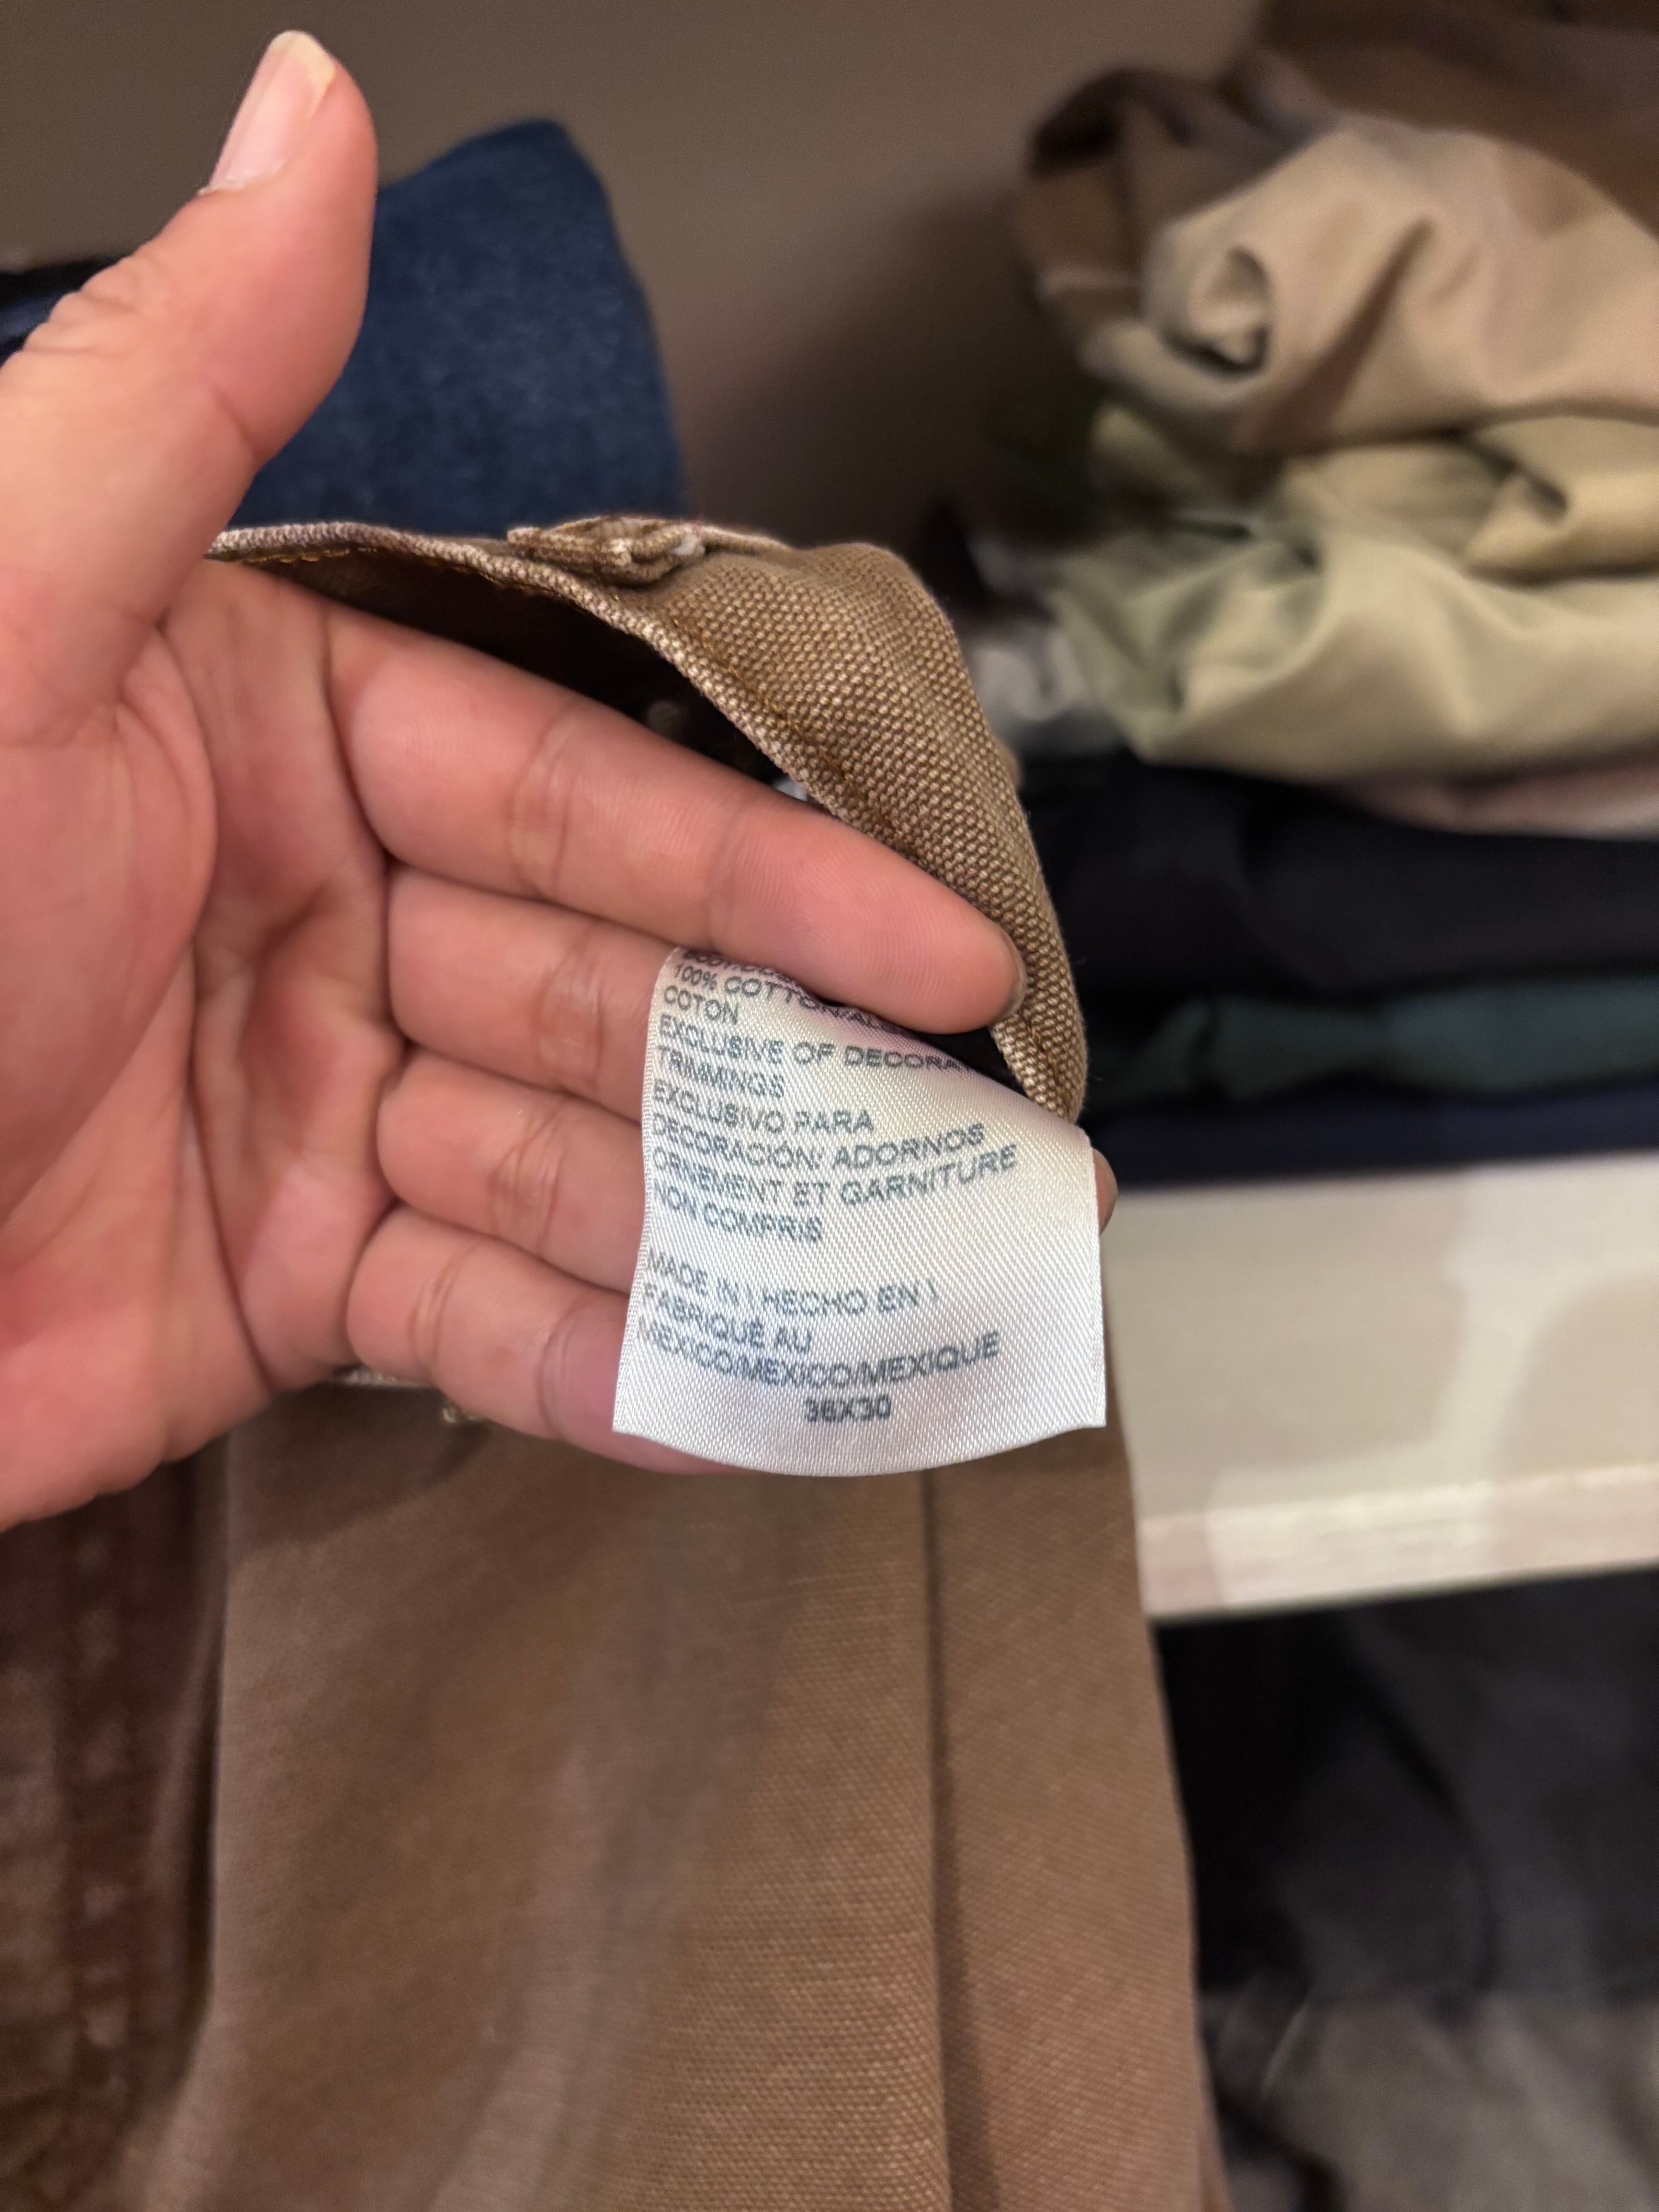 100% COTTON/AL
COTON
EXCLUSIVE OF DECORA
TRIMMINGS
EXCLUSIVO PARA
DECORACIÓN/ ADORNOS
ORNEMENT ET GARNITURE
NON COMPRIS
MADE IN \ HECHO EN \
FABRIQUÉ AU
MEXICO/MEXICO/MEXIQUE
36X30